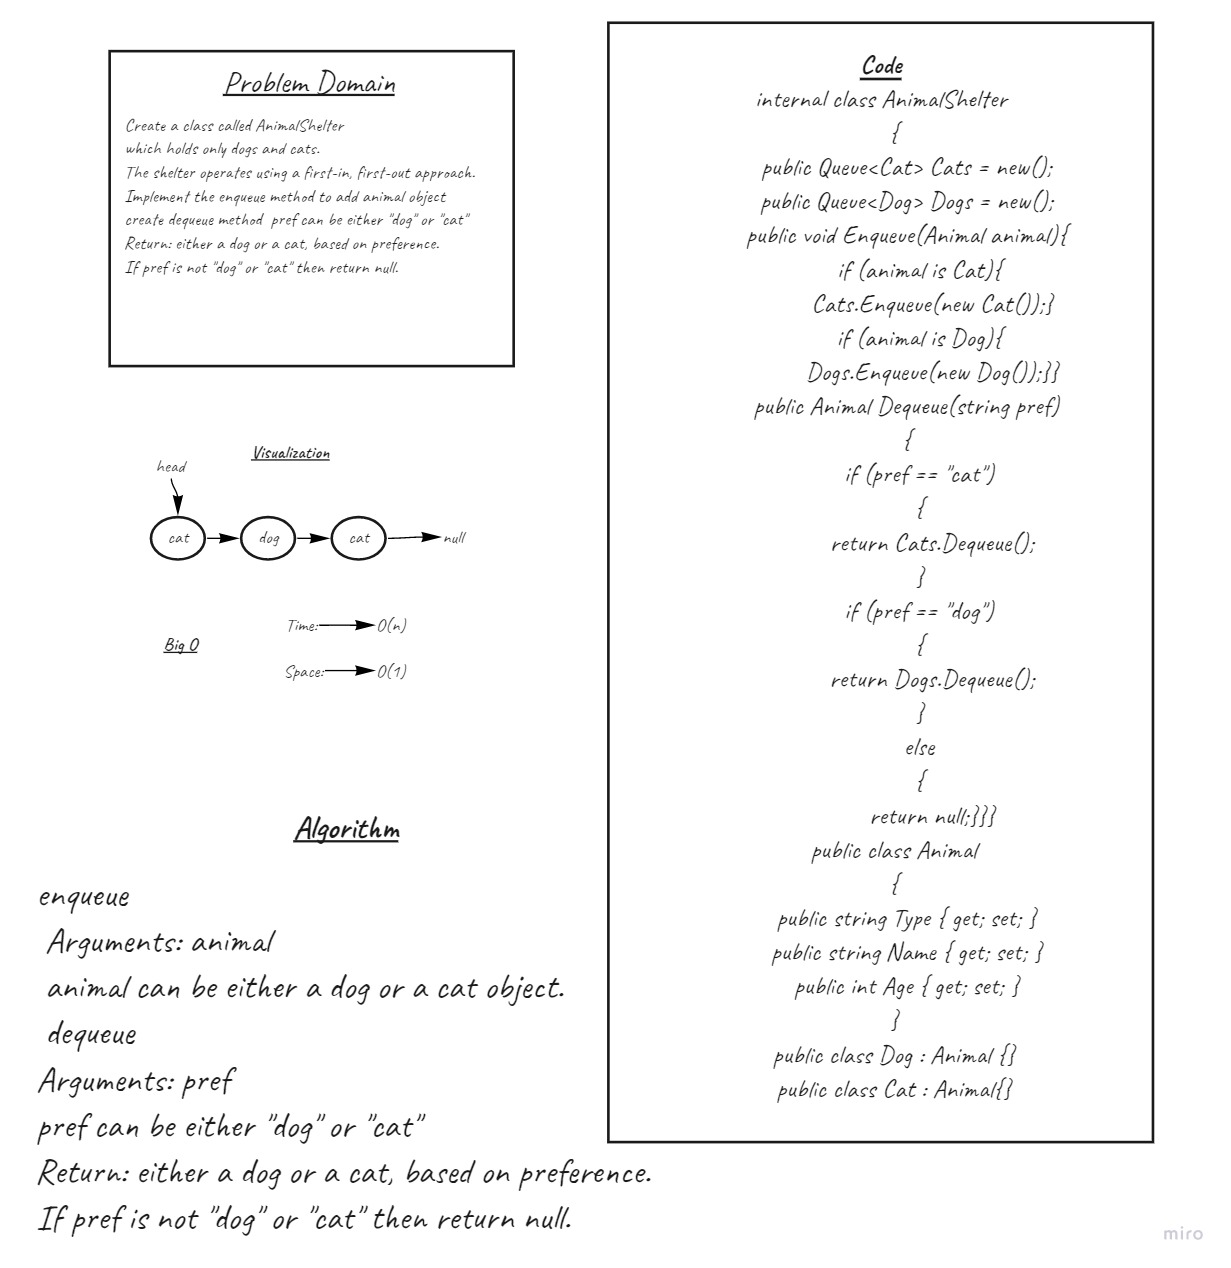 Problem Domain
Create a class called AnimalShelter
which holds only dogs and cats.
The shelter operates using a first-in, first-out approach.
Implement the enqueue method to add animal object
create dequeue method pref can be either "dog" or "cat"
Return: either a dog or a cat, based on preference.
If pref is not "dog" or "cat" then return null.
Visualization
head
cat
dog
cat
null
Big O
Time:
O(n)
Space:
O(1)
Algorithm
enqueue
Arguments: animal
animal can be either a dog or a cat object.
dequeue
Arguments: pref
pref can be either "dog" or "cat"
Return: either a dog or a cat, based on preference.
If pref is not "dog" or "cat" then return null.
Code
internal class AnimalShelter
{
public Queue<Cat> Cats = new();
public Queue<Dog> Dogs = new();
public void Enqueue(Animal animal){
if (animal is Cat){
Cats.Enqueue(new Cat());}
if (animal is Dog){
Dogs.Enqueue(new Dog());}}
public Animal Dequeue(string pref)
{
if (pref == "cat")
{
return Cats.Dequeue();
}
if (pref == "dog")
{
return Dogs.Dequeue();
}
else
{
return null;}}}
public class Animal
{
public string Type { get; set; }
public string Name { get; set; }
public int Age { get; set; }
}
public class Dog : Animal {}
public class Cat : Animal{}
miro